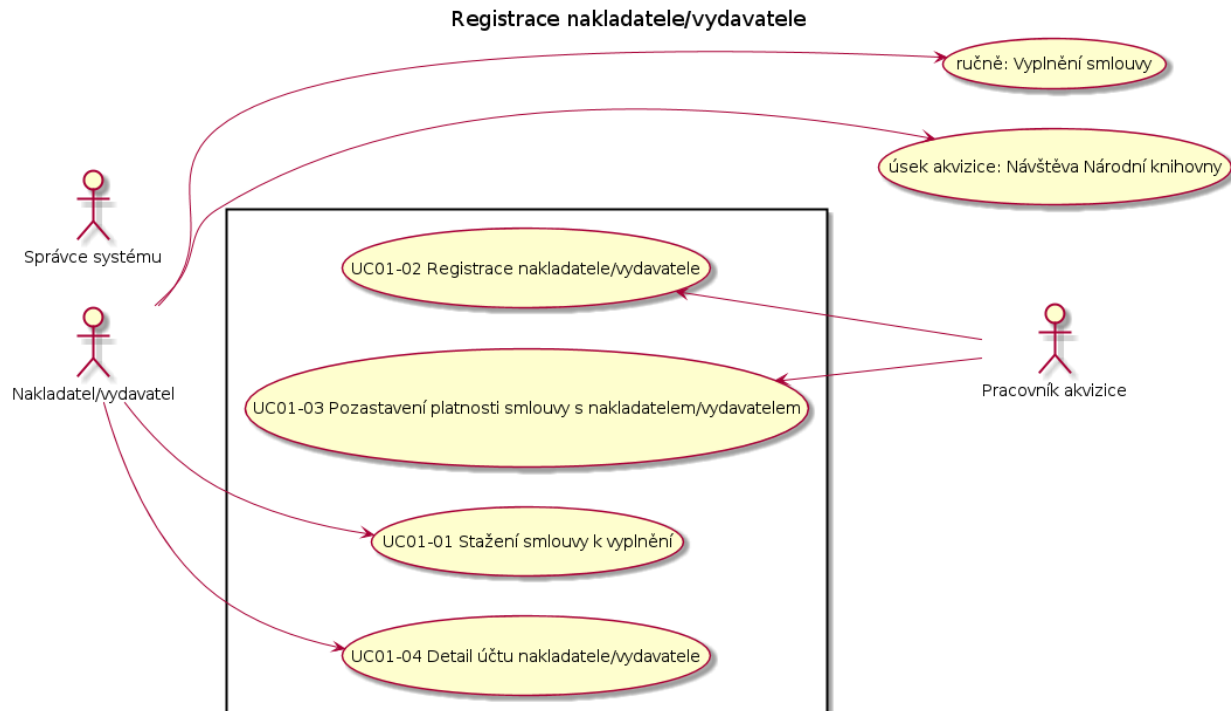 Registrace nakladatele/vydavatele
ručně: Vyplnění smlouvy
úsek akvizice: Návštěva Národní knihovny
Správce systému
UC01-02 Registrace nakladatele/vydavatele
Nakladatel/vydavatel
Pracovník akvizice
UC01-03 Pozastavení platnosti smlouvy s nakladatelem/vydavatelem
UC01-01 Stažení smlouvy k vyplnění
UC01-04 Detail účtu nakladatele/vydavatele